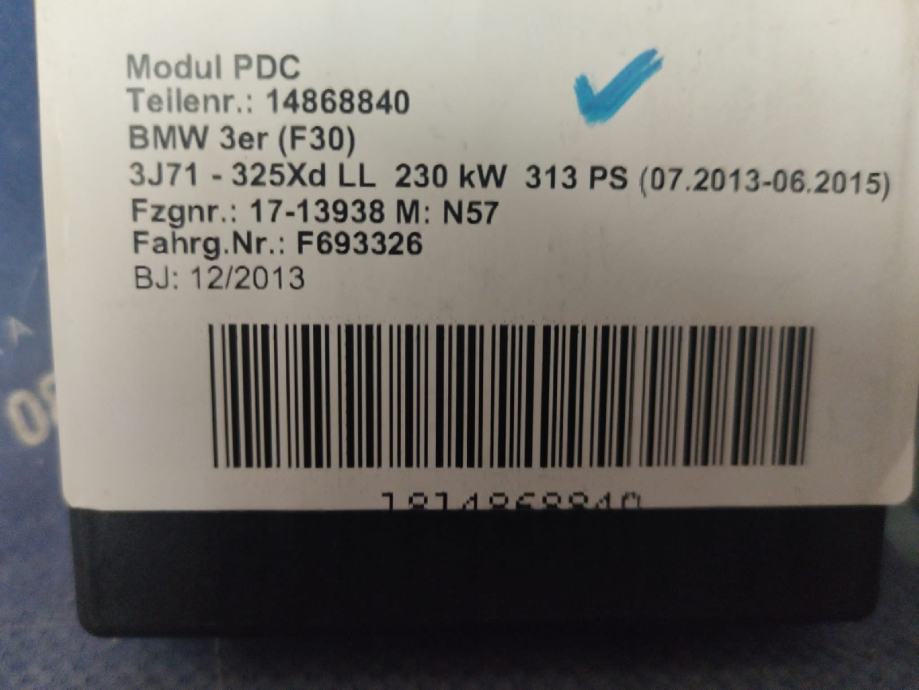 Modul PDC
Teilenr.: 14868840
BMW 3er (F30)
3J71 - 325Xd LL 230 kW 313 PS (07.2013-06.2015)
Fzgnr.: 17-13938 M: N57
Fahrg.Nr.: F693326
BJ: 12/2013
1814868840